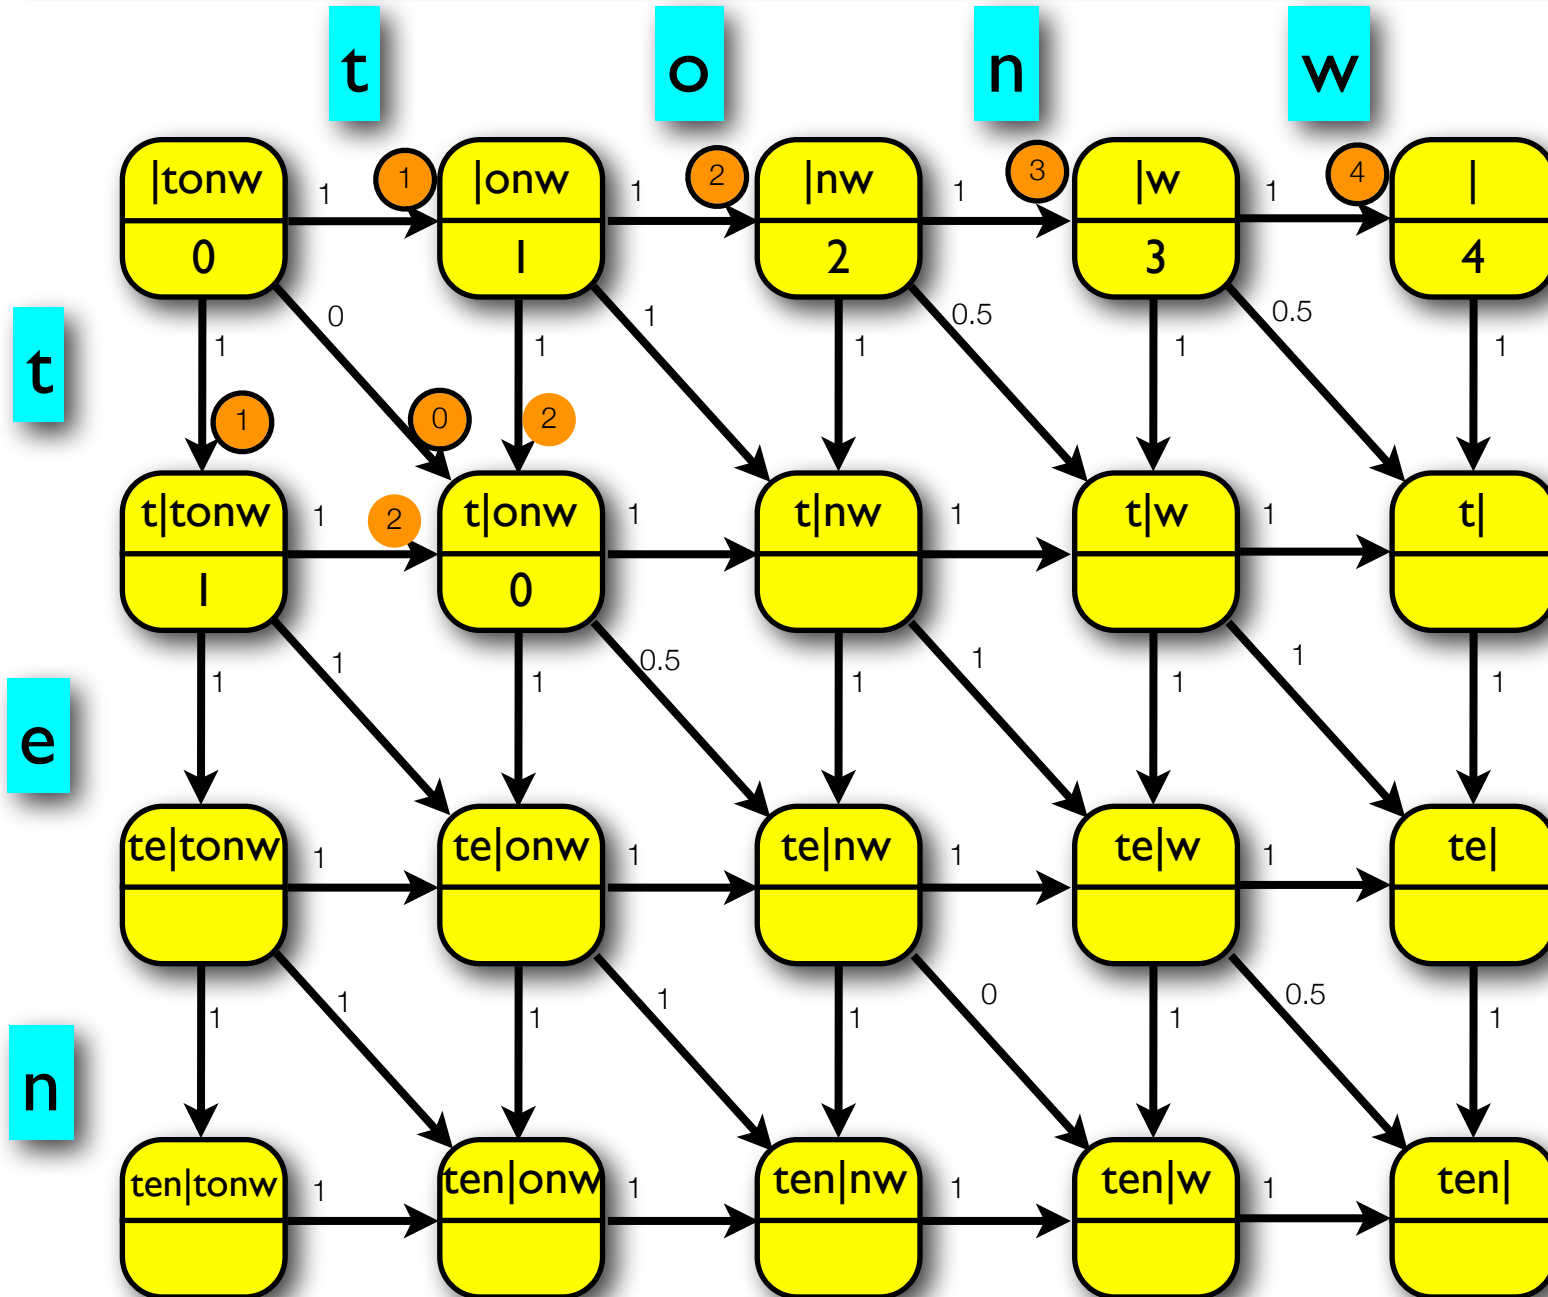 t o n w
|tonw 1 1 |onw 1 2 |nw 1 3 |w 1 4 |
0 1 2 3 4
0 1 0.5 0.5
t 1 1 1 1 1
1 0 2
t|tonw 1 2 t|onw 1 t|nw 1 t|w 1 t|
1 0
1 0.5 1 1
e 1 1 1 1 1
te|tonw 1 te|onw 1 te|nw 1 te|w 1 te|
1 1 0 0.5
n 1 1 1 1 1
ten|tonw 1 ten|onw 1 ten|nw 1 ten|w 1 ten|